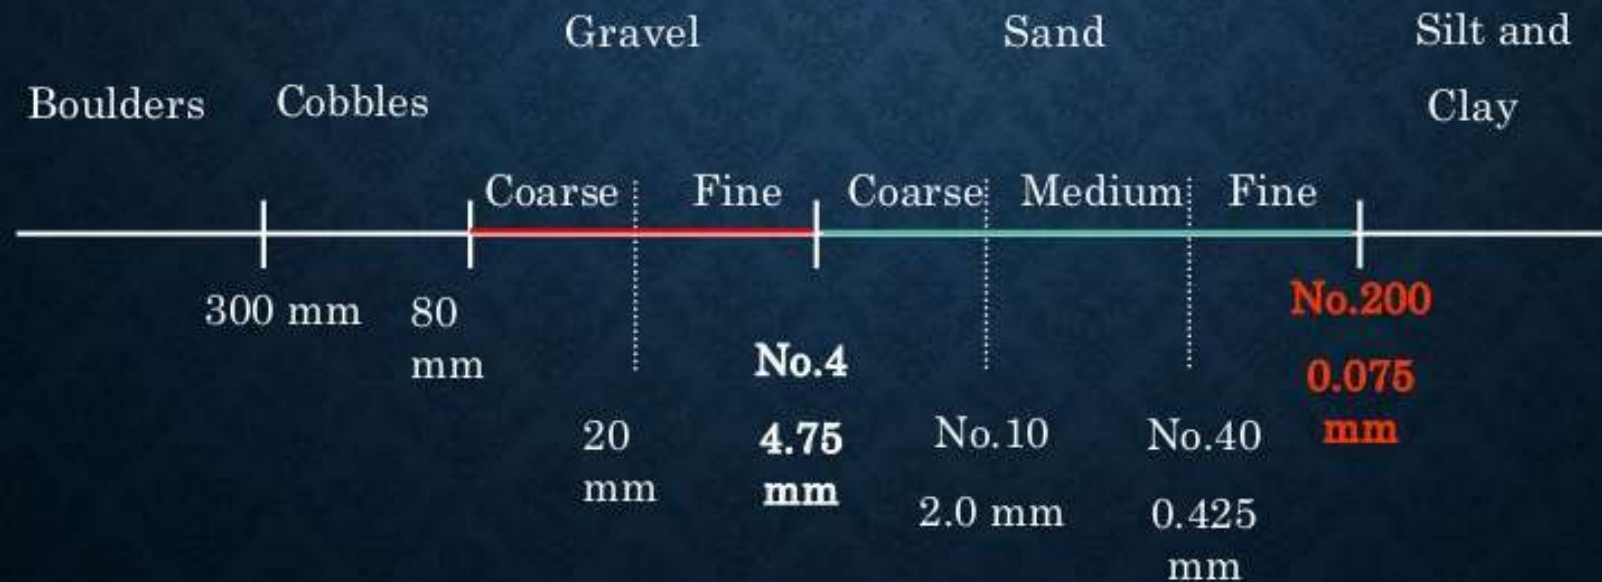 Gravel
Sand
Silt and
Clay
Boulders
Cobbles
Coarse
Fine
Coarse
Medium
Fine
300 mm
80
mm
20
mm
No.4
4.75
mm
No.10
2.0 mm
No.40
0.425
mm
No.200
0.075
mm